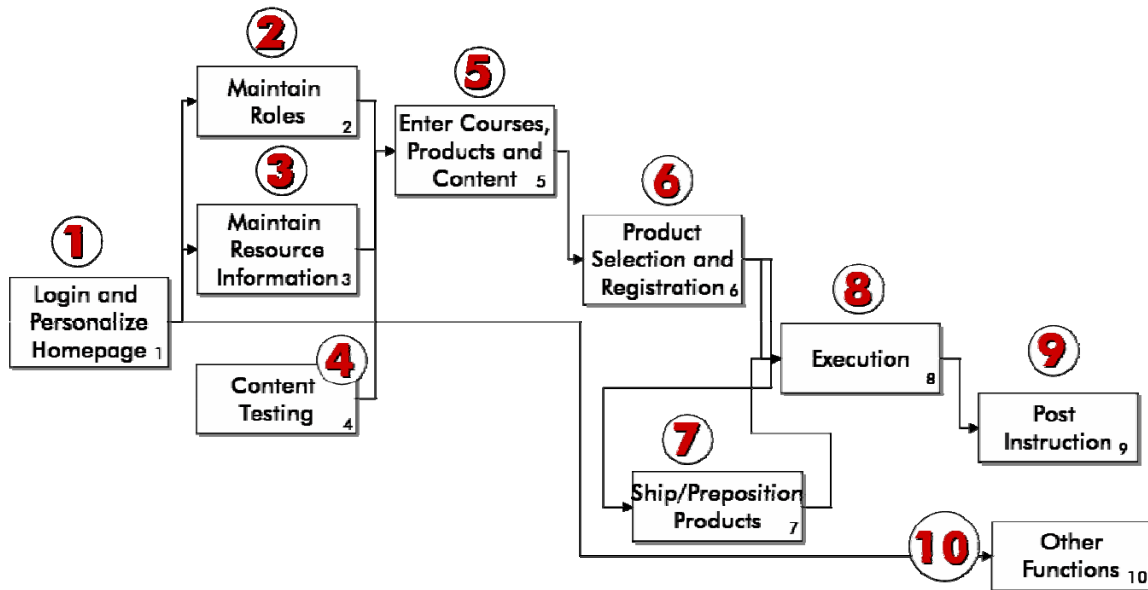 1
Login and
Personalize
Homepage 1
2
Maintain
Roles
2
3
Maintain
Resource
Information 3
4
Content
Testing
4
5
Enter Courses,
Products and
Content 5
6
Product
Selection and
Registration 6
7
Ship/Preposition
Products 7
8
Execution
8
9
Post
Instruction 9
10
Other
Functions 10